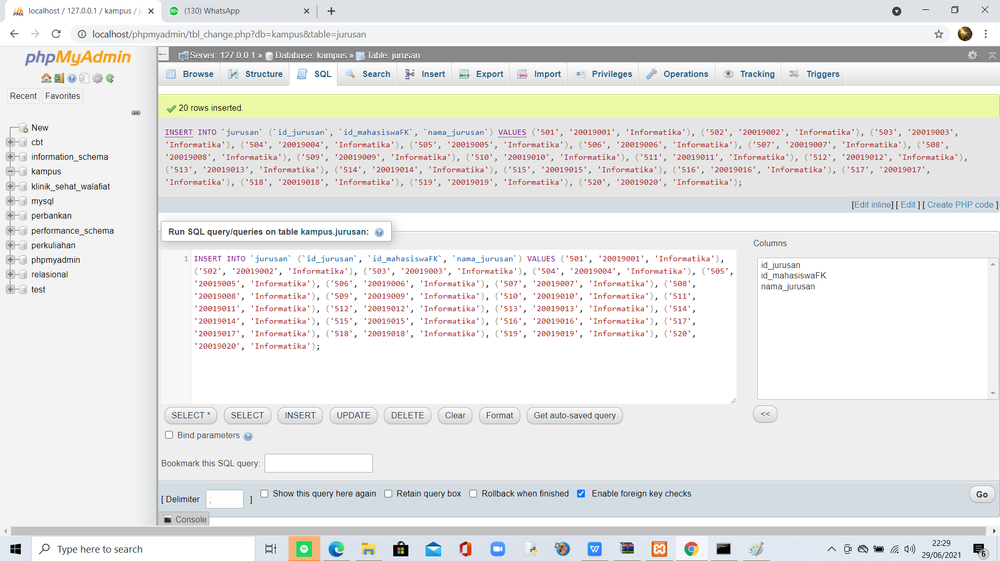 localhost / 127.0.0.1 / kampus / j
(130) WhatsApp
localhost/phpmyadmin/tbl_change.php?db=kampus&table=jurusan
phpMyAdmin
Server: 127.0.0.1 » Database: kampus » Table: jurusan
Browse Structure SQL Search Insert Export Import Privileges Operations Tracking Triggers
Recent Favorites
New
cbt
information_schema
kampus
klinik_sehat_walafiat
mysql
perbankan
performance_schema
perkuliahan
phpmyadmin
relasional
test
20 rows inserted.
INSERT INTO `jurusan` (`id_jurusan`, `id_mahasiswaFK`, `nama_jurusan`) VALUES ('501', '20019001', 'Informatika'), ('502', '20019002', 'Informatika'), ('503', '20019003',
'Informatika'), ('504', '20019004', 'Informatika'), ('505', '20019005', 'Informatika'), ('506', '20019006', 'Informatika'), ('507', '20019007', 'Informatika'), ('508',
'20019008', 'Informatika'), ('509', '20019009', 'Informatika'), ('510', '20019010', 'Informatika'), ('511', '20019011', 'Informatika'), ('512', '20019012', 'Informatika'),
('513', '20019013', 'Informatika'), ('514', '20019014', 'Informatika'), ('515', '20019015', 'Informatika'), ('516', '20019016', 'Informatika'), ('517', '20019017',
'Informatika'), ('518', '20019018', 'Informatika'), ('519', '20019019', 'Informatika'), ('520', '20019020', 'Informatika');
[Edit inline] [ Edit ] [ Create PHP code ]
Run SQL query/queries on table kampus.jurusan:
1 INSERT INTO `jurusan` (`id_jurusan`, `id_mahasiswaFK`, `nama_jurusan`) VALUES ('501', '20019001', 'Informatika'),
('502', '20019002', 'Informatika'), ('503', '20019003', 'Informatika'), ('504', '20019004', 'Informatika'), ('505',
'20019005', 'Informatika'), ('506', '20019006', 'Informatika'), ('507', '20019007', 'Informatika'), ('508',
'20019008', 'Informatika'), ('509', '20019009', 'Informatika'), ('510', '20019010', 'Informatika'), ('511',
'20019011', 'Informatika'), ('512', '20019012', 'Informatika'), ('513', '20019013', 'Informatika'), ('514',
'20019014', 'Informatika'), ('515', '20019015', 'Informatika'), ('516', '20019016', 'Informatika'), ('517',
'20019017', 'Informatika'), ('518', '20019018', 'Informatika'), ('519', '20019019', 'Informatika'), ('520',
'20019020', 'Informatika');
Columns
id_jurusan
id_mahasiswaFK
nama_jurusan
<<
SELECT * SELECT INSERT UPDATE DELETE Clear Format Get auto-saved query
Bind parameters
Bookmark this SQL query:
[ Delimiter ; ] Show this query here again Retain query box Rollback when finished Enable foreign key checks
Go
Console
Type here to search
22:29
29/06/2021
6